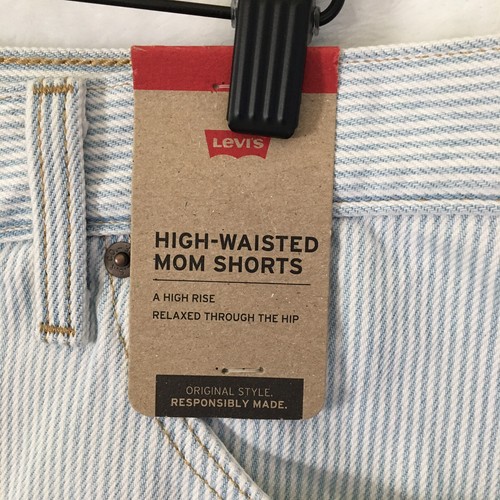 Levi's
HIGH-WAISTED
MOM SHORTS
A HIGH RISE
RELAXED THROUGH THE HIP
ORIGINAL STYLE.
RESPONSIBLY MADE.